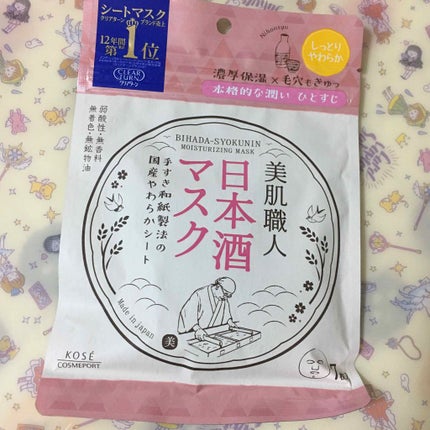 シートマスク
クリアターン ブランド売上
12年間
第1位
CLEAR
TURN
クリアターン
Nihonsyu
しっとり
やわらか
濃厚保湿×毛穴もきゅっ
本格的な潤い ひとすじ
弱酸性・無香料
無着色・無鉱物油
BIHADA-SYOKUNIN
MOISTURIZING MASK
美肌職人
日本酒
マスク
手すき和紙製法の
国産やわらかシート
Made in Japan
美
KOSÉ
COSMEPORT